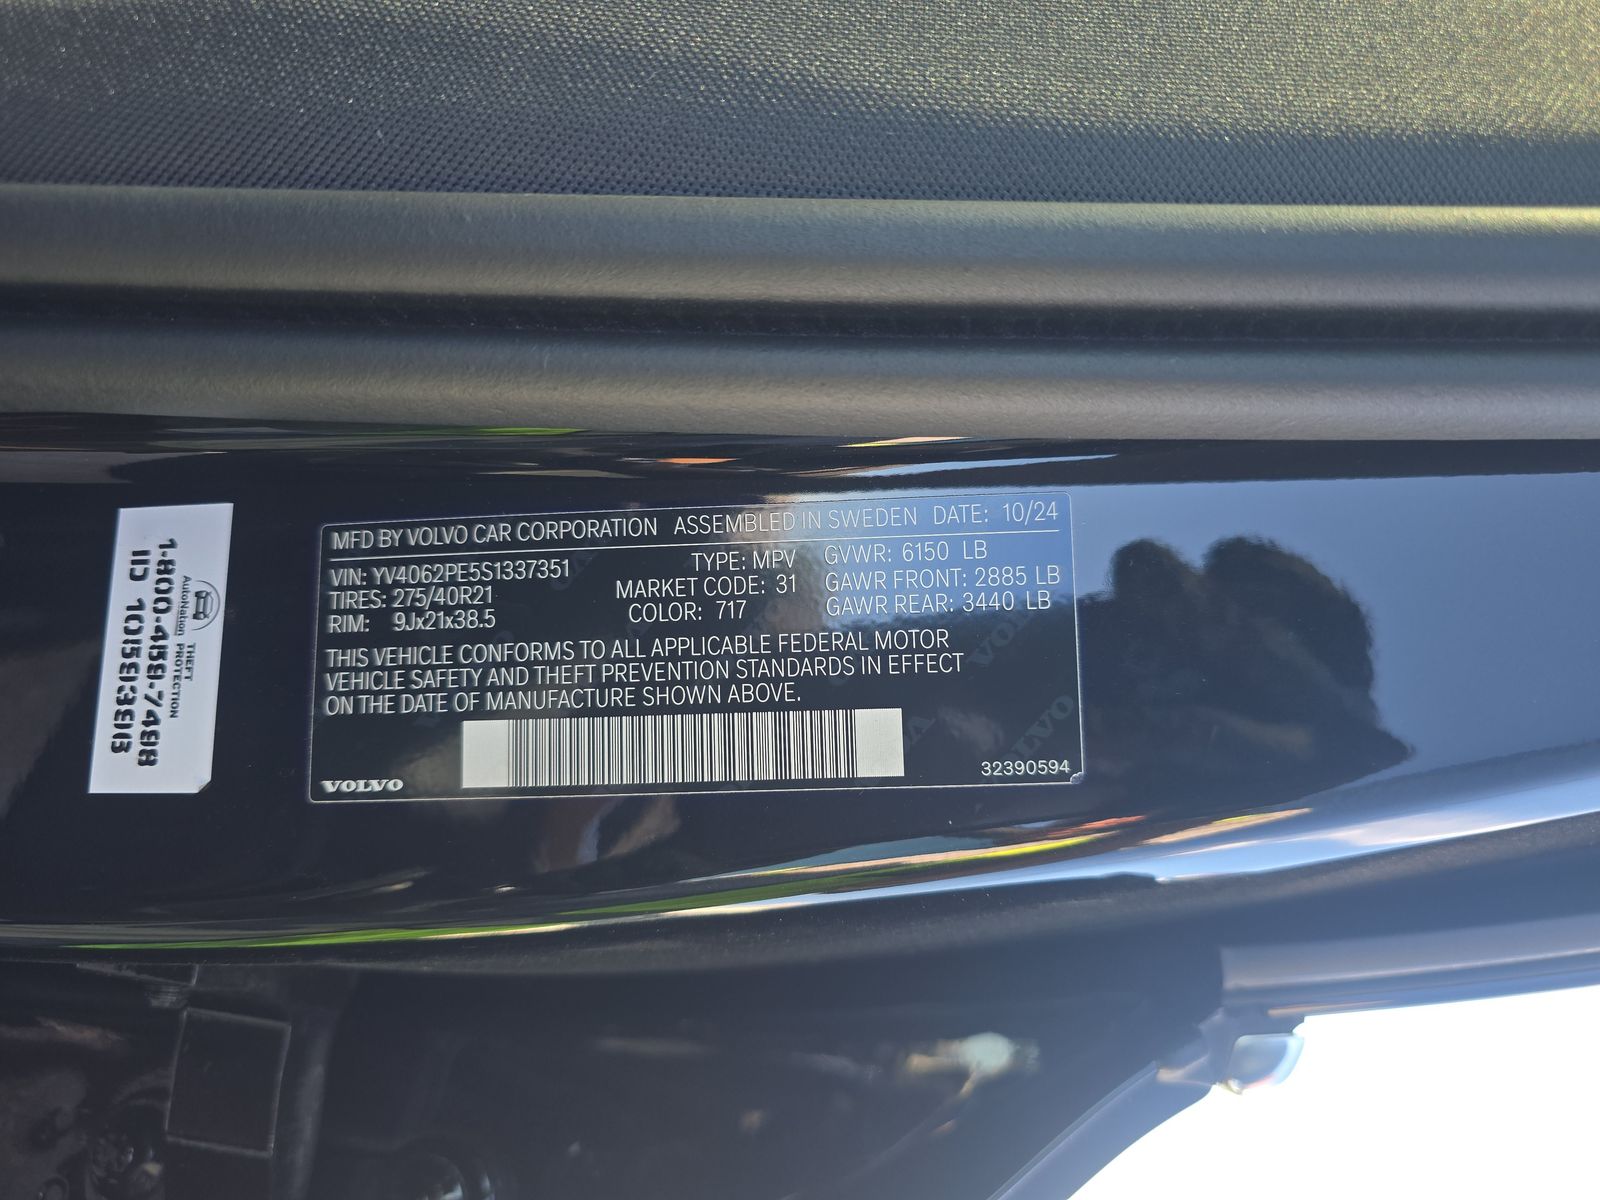 MFD BY VOLVO CAR CORPORATION ASSEMBLED IN SWEDEN DATE: 10/24
VIN: YV4062PE5S1337351 TYPE: MPV GVWR: 6150 LB
TIRES: 275/40R21 MARKET CODE: 31 GAWR FRONT: 2885 LB
RIM: 9Jx21x38.5 COLOR: 717 GAWR REAR: 3440 LB
THIS VEHICLE CONFORMS TO ALL APPLICABLE FEDERAL MOTOR
VEHICLE SAFETY AND THEFT PREVENTION STANDARDS IN EFFECT
ON THE DATE OF MANUFACTURE SHOWN ABOVE.
VOLVO 32390594
AutoNation THEFT PROTECTION
1-800-459-7498
ID 10593903